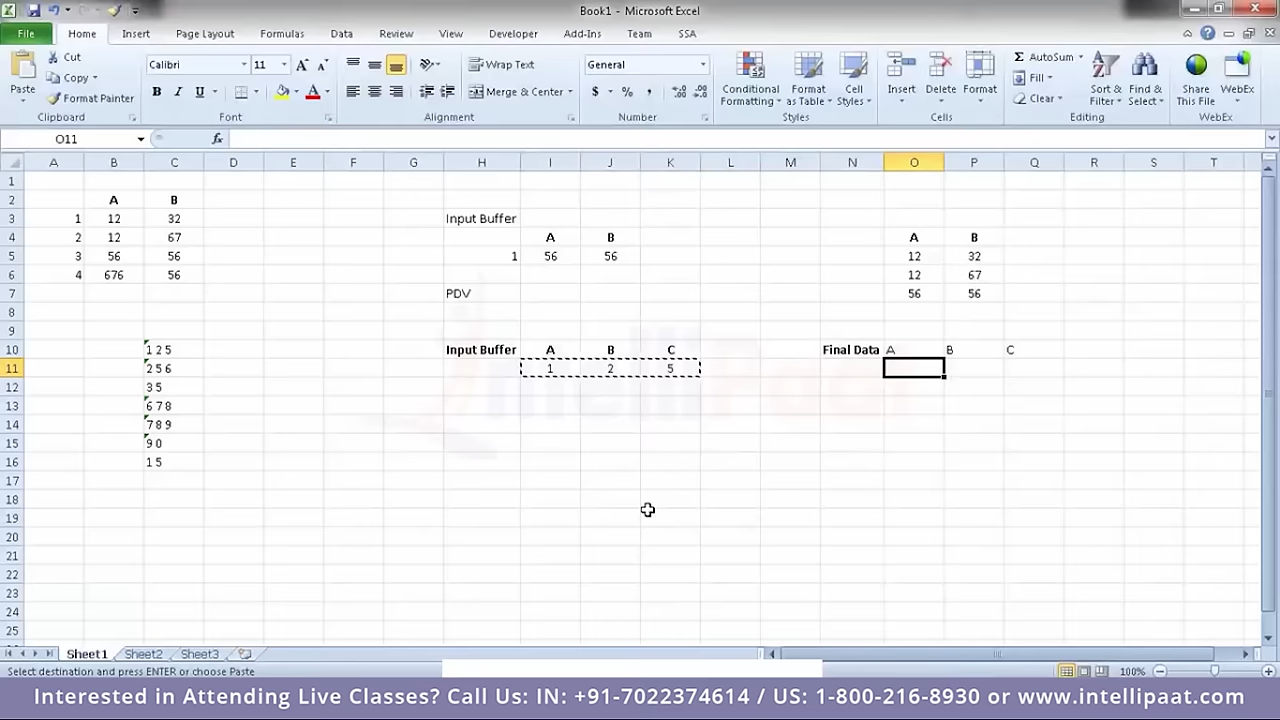 Book1 - Microsoft Excel
File Home Insert Page Layout Formulas Data Review View Developer Add-Ins Team SSA
Paste Cut Copy Format Painter
Calibri 11
B I U A A A
Wrap Text
Merge & Center
General
$ % ,
Conditional Formatting Format as Table Cell Styles
Insert Delete Format
Σ AutoSum Fill Clear
Sort & Filter Find & Select
Share This File WebEx
Clipboard Font Alignment Number Styles Cells Editing WebEx
O11 fx
A B C D E F G H I J K L M N O P Q R S T
1
2 A B
3 1 12 32 Input Buffer
4 2 12 67 A B A B
5 3 56 56 1 56 56 12 32
6 4 676 56 12 67
7 PDV 56 56
8
9
10 1 2 5 Input Buffer A B C Final Data A B C
11 2 5 6 1 2 5
12 3 5
13 6 7 8
14 7 8 9
15 9 0
16 1 5
17
18
19
20
21
22
23
24
25
Sheet1 Sheet2 Sheet3
Select destination and press ENTER or choose Paste 100%
Interested in Attending Live Classes? Call Us: IN: +91-7022374614 / US: 1-800-216-8930 or www.intellipaat.com